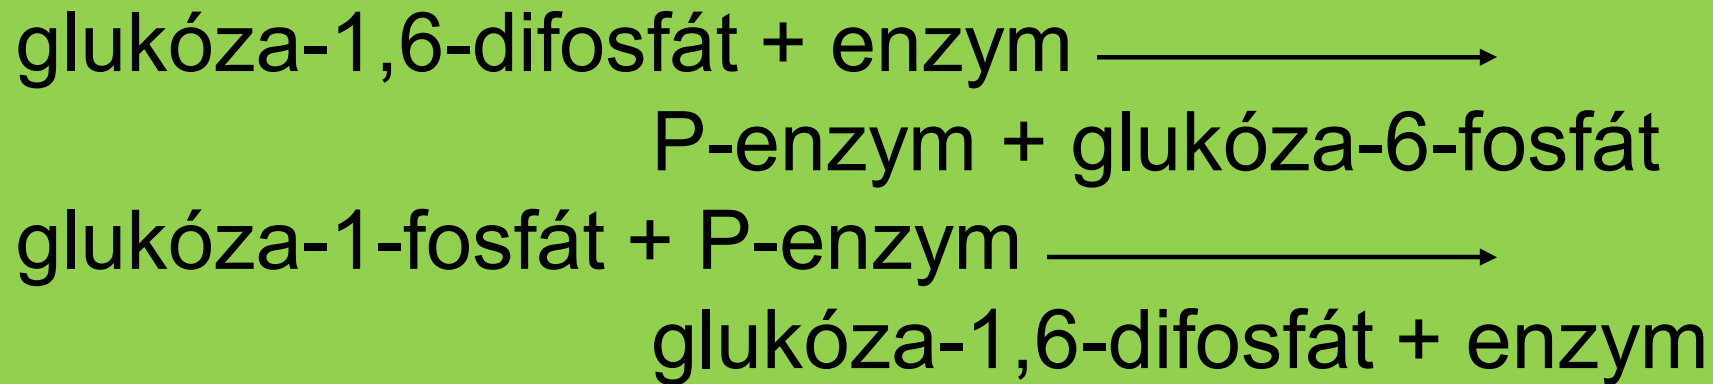 glukóza-1,6-difosfát + enzym ⟶
P-enzym + glukóza-6-fosfát
glukóza-1-fosfát + P-enzym ⟶
glukóza-1,6-difosfát + enzym